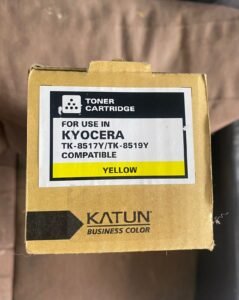 TONER
CARTRIDGE
FOR USE IN
KYOCERA
TK-8517Y/TK-8519Y
COMPATIBLE
YELLOW
KATUN®
BUSINESS COLOR